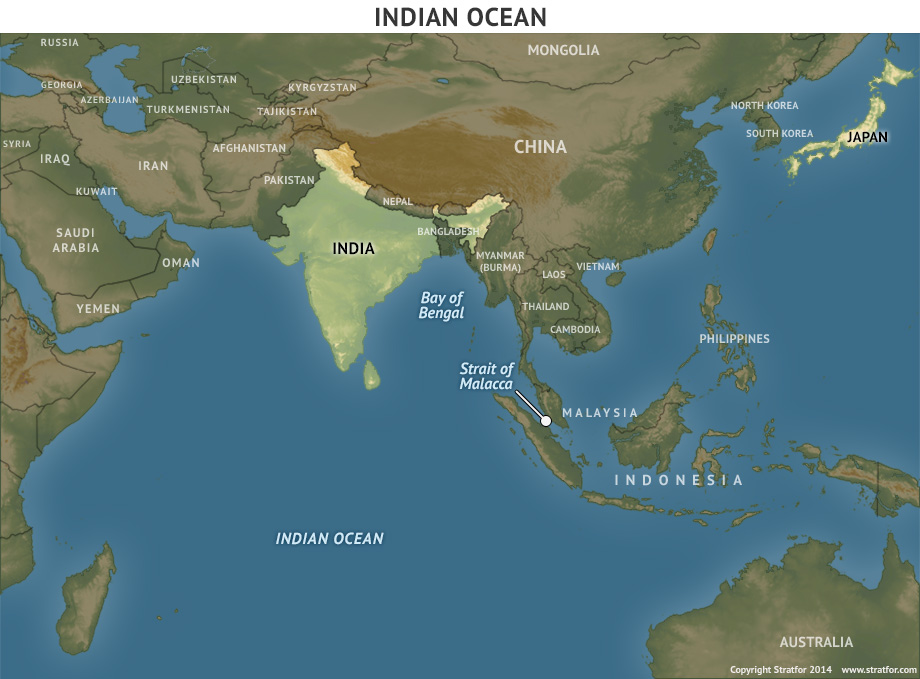 INDIAN OCEAN
RUSSIA
MONGOLIA
GEORGIA
UZBEKISTAN
KYRGYZSTAN
AZERBAIJAN
TURKMENISTAN
TAJIKISTAN
NORTH KOREA
SOUTH KOREA
JAPAN
SYRIA
IRAQ
IRAN
AFGHANISTAN
CHINA
KUWAIT
PAKISTAN
NEPAL
SAUDI
ARABIA
BANGLADESH
INDIA
OMAN
MYANMAR
(BURMA)
LAOS
VIETNAM
YEMEN
Bay of
Bengal
THAILAND
CAMBODIA
PHILIPPINES
Strait of
Malacca
MALAYSIA
INDONESIA
INDIAN OCEAN
AUSTRALIA
Copyright Stratfor 2014 www.stratfor.com